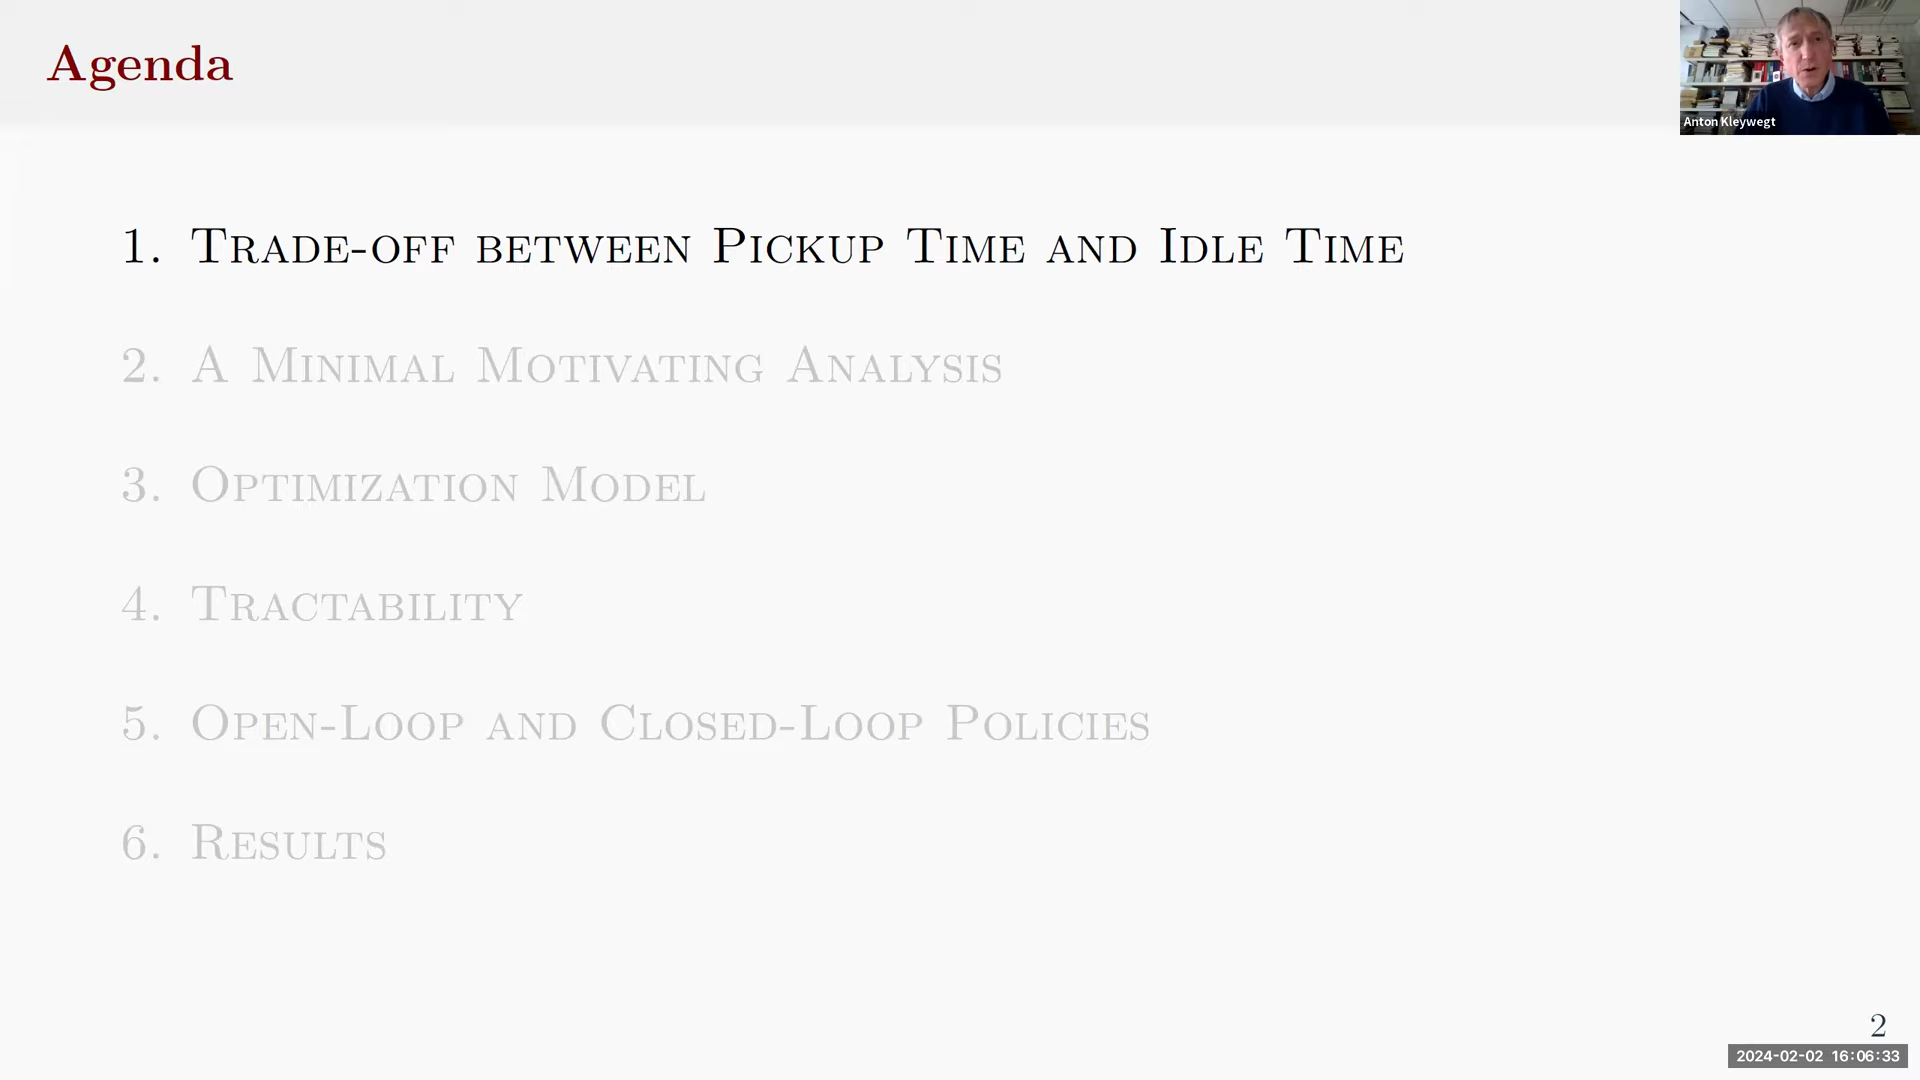 Agenda
Anton Kleywegt
1. Trade-off between Pickup Time and Idle Time
2. A Minimal Motivating Analysis
3. Optimization Model
4. Tractability
5. Open-Loop and Closed-Loop Policies
6. Results
2
2024-02-02 16:06:33